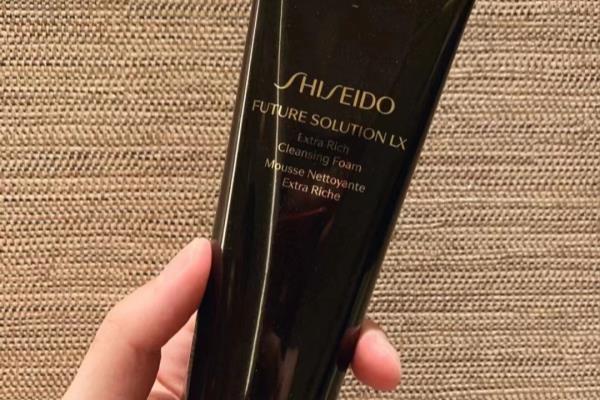 SHISEIDO
FUTURE SOLUTION LX
Extra Rich
Cleansing Foam
Mousse Nettoyante
Extra Riche